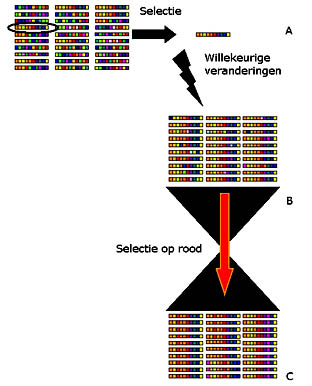 Selectie
A
Willekeurige
veranderingen
B
Selectie op rood
C